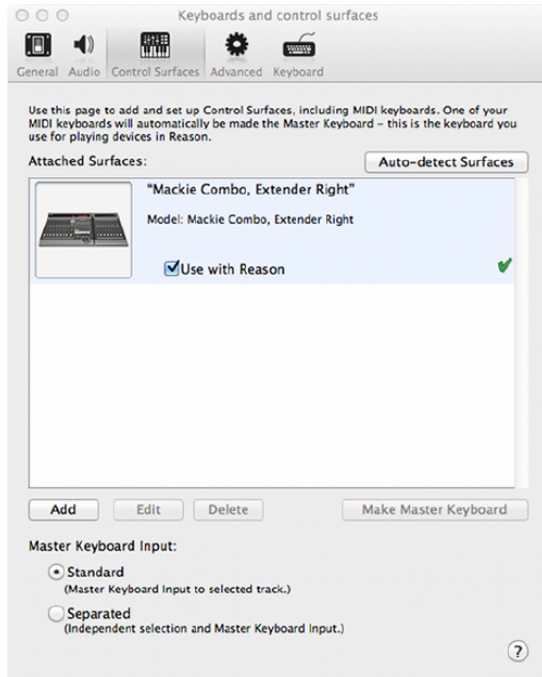 Keyboards and control surfaces
General Audio Control Surfaces Advanced Keyboard
Use this page to add and set up Control Surfaces, including MIDI keyboards. One of your
MIDI keyboards will automatically be made the Master Keyboard – this is the keyboard you
use for playing devices in Reason.
Attached Surfaces:
Auto-detect Surfaces
“Mackie Combo, Extender Right”
Model: Mackie Combo, Extender Right
Use with Reason
Add Edit Delete Make Master Keyboard
Master Keyboard Input:
Standard
(Master Keyboard Input to selected track.)
Separated
(Independent selection and Master Keyboard Input.)
?